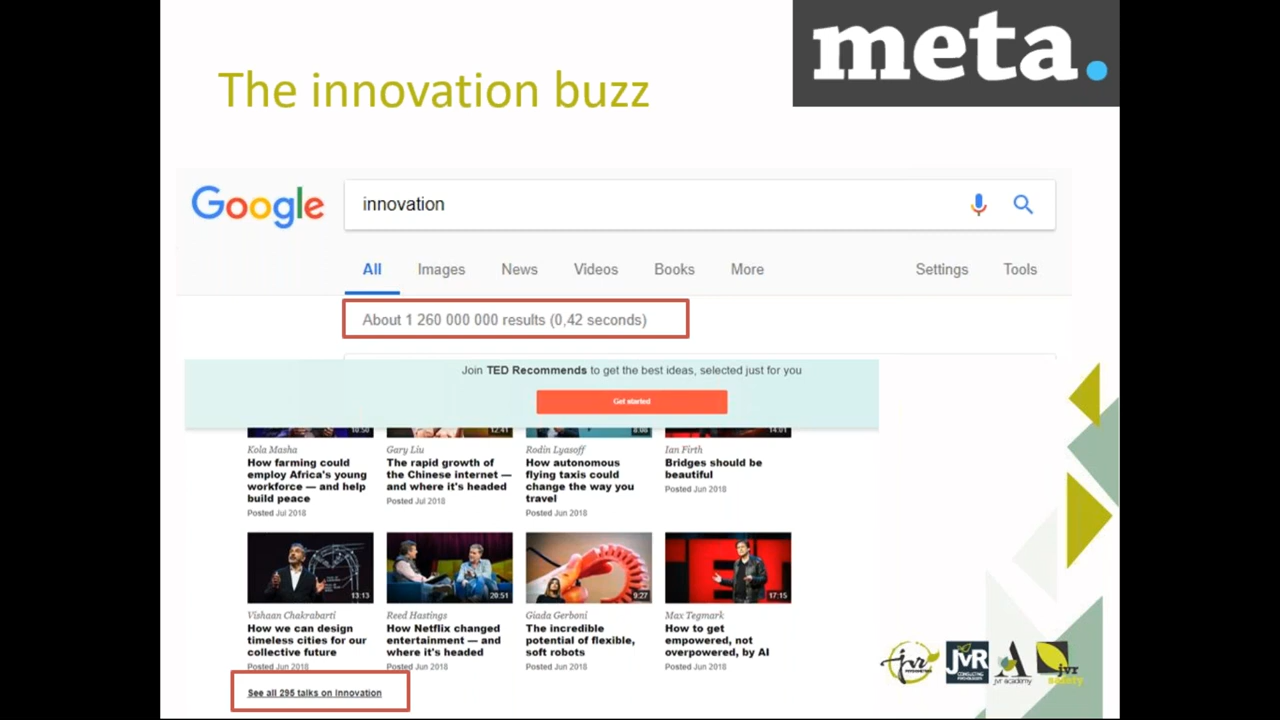 meta.
The innovation buzz
Google
innovation
All Images News Videos Books More Settings Tools
About 1 260 000 000 results (0,42 seconds)
Join TED Recommends to get the best ideas, selected just for you
Get started
10:50 12:41 8:08 14:01
Kola Masha
How farming could
employ Africa's young
workforce — and help
build peace
Posted Jul 2018
Gary Liu
The rapid growth of
the Chinese internet —
and where it's headed
Posted Jul 2018
Rodin Lyasoff
How autonomous
flying taxis could
change the way you
travel
Posted Jun 2018
Ian Firth
Bridges should be
beautiful
Posted Jun 2018
13:13
Vishaan Chakrabarti
How we can design
timeless cities for our
collective future
Posted Jun 2018
20:51
Reed Hastings
How Netflix changed
entertainment — and
where it's headed
Posted Jun 2018
9:27
Giada Gerboni
The incredible
potential of flexible,
soft robots
Posted Jun 2018
17:15
Max Tegmark
How to get
empowered, not
overpowered, by AI
Posted Jun 2018
See all 295 talks on Innovation
jvr
JvR
A
jvr academy
jvr
safety